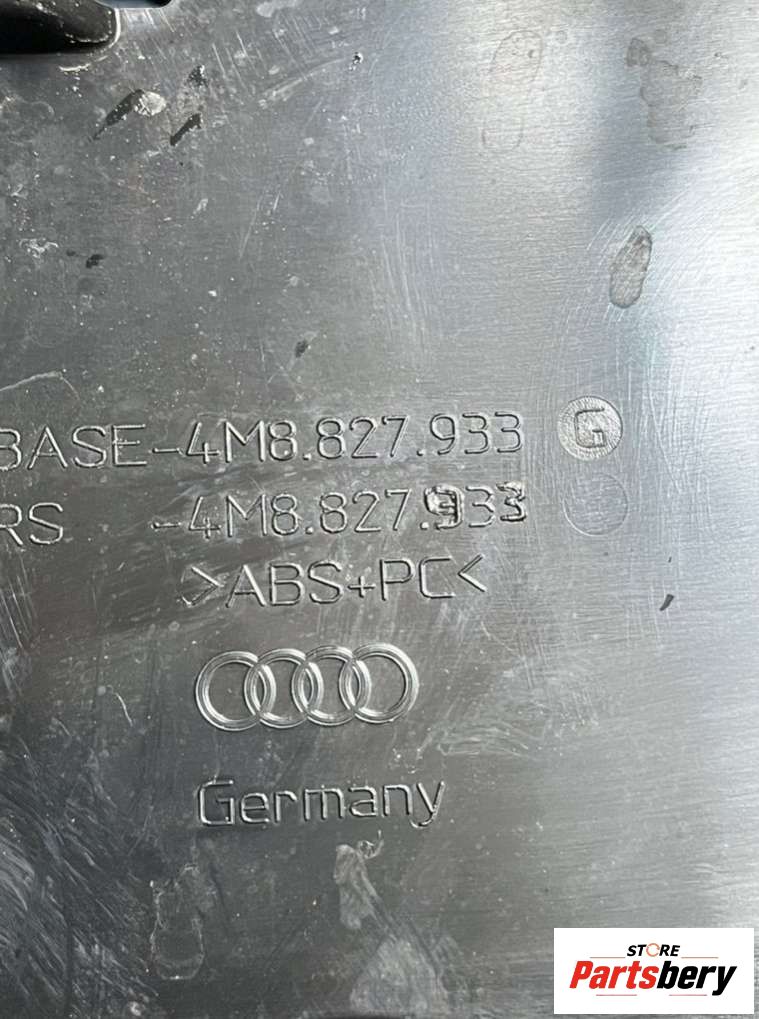 BASE-4M8.827.933 G
RS -4M8.827.933
>ABS+PC<
Germany
STORE
Partsbery